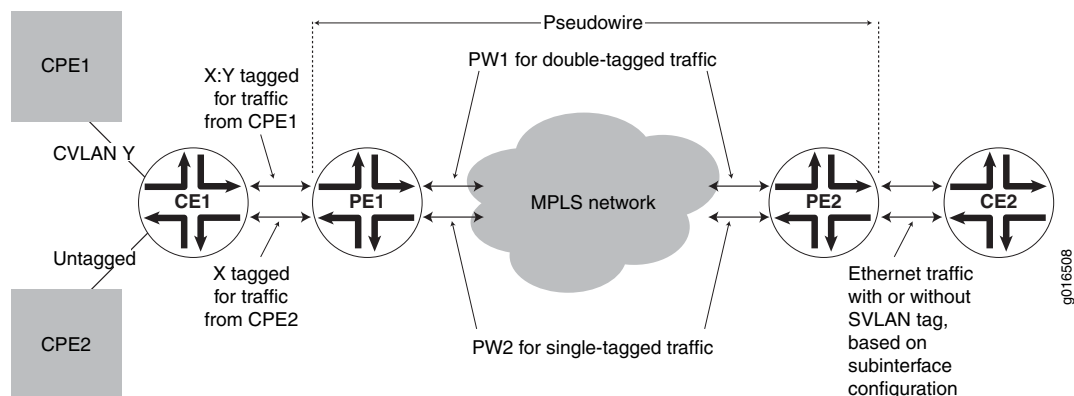 Pseudowire
CPE1
X:Y tagged
for traffic
from CPE1
PW1 for double-tagged traffic
CVLAN Y
CE1
PE1
MPLS network
PE2
CE2
Untagged
CPE2
X tagged
for traffic
from CPE2
PW2 for single-tagged traffic
Ethernet traffic
with or without
SVLAN tag,
based on
subinterface
configuration
g016508